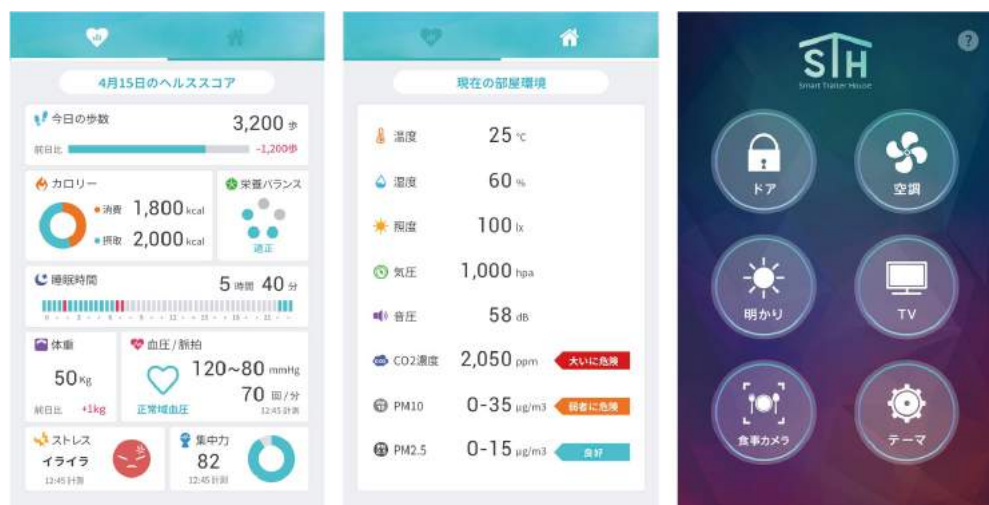 4月15日のヘルススコア
今日の歩数
3,200 歩
前日比
-1,200歩
カロリー
消費 1,800 kcal
摂取 2,000 kcal
栄養バランス
適正
睡眠時間
5 時間 40 分
体重
50 Kg
前日比 +1kg
血圧/脈拍
120~80 mmHg
70 回/分
正常域血圧
12:45計測
ストレス
イライラ
12:45計測
集中力
82
12:45計測
現在の部屋環境
温度 25 ℃
湿度 60 %
照度 100 lx
気圧 1,000 hpa
音圧 58 dB
CO2濃度 2,050 ppm 大いに危険
PM10 0-35 μg/m3 弱者に危険
PM2.5 0-15 μg/m3 良好
STH
Smart Trailer House
?
ドア
空調
明かり
TV
食事カメラ
テーマ